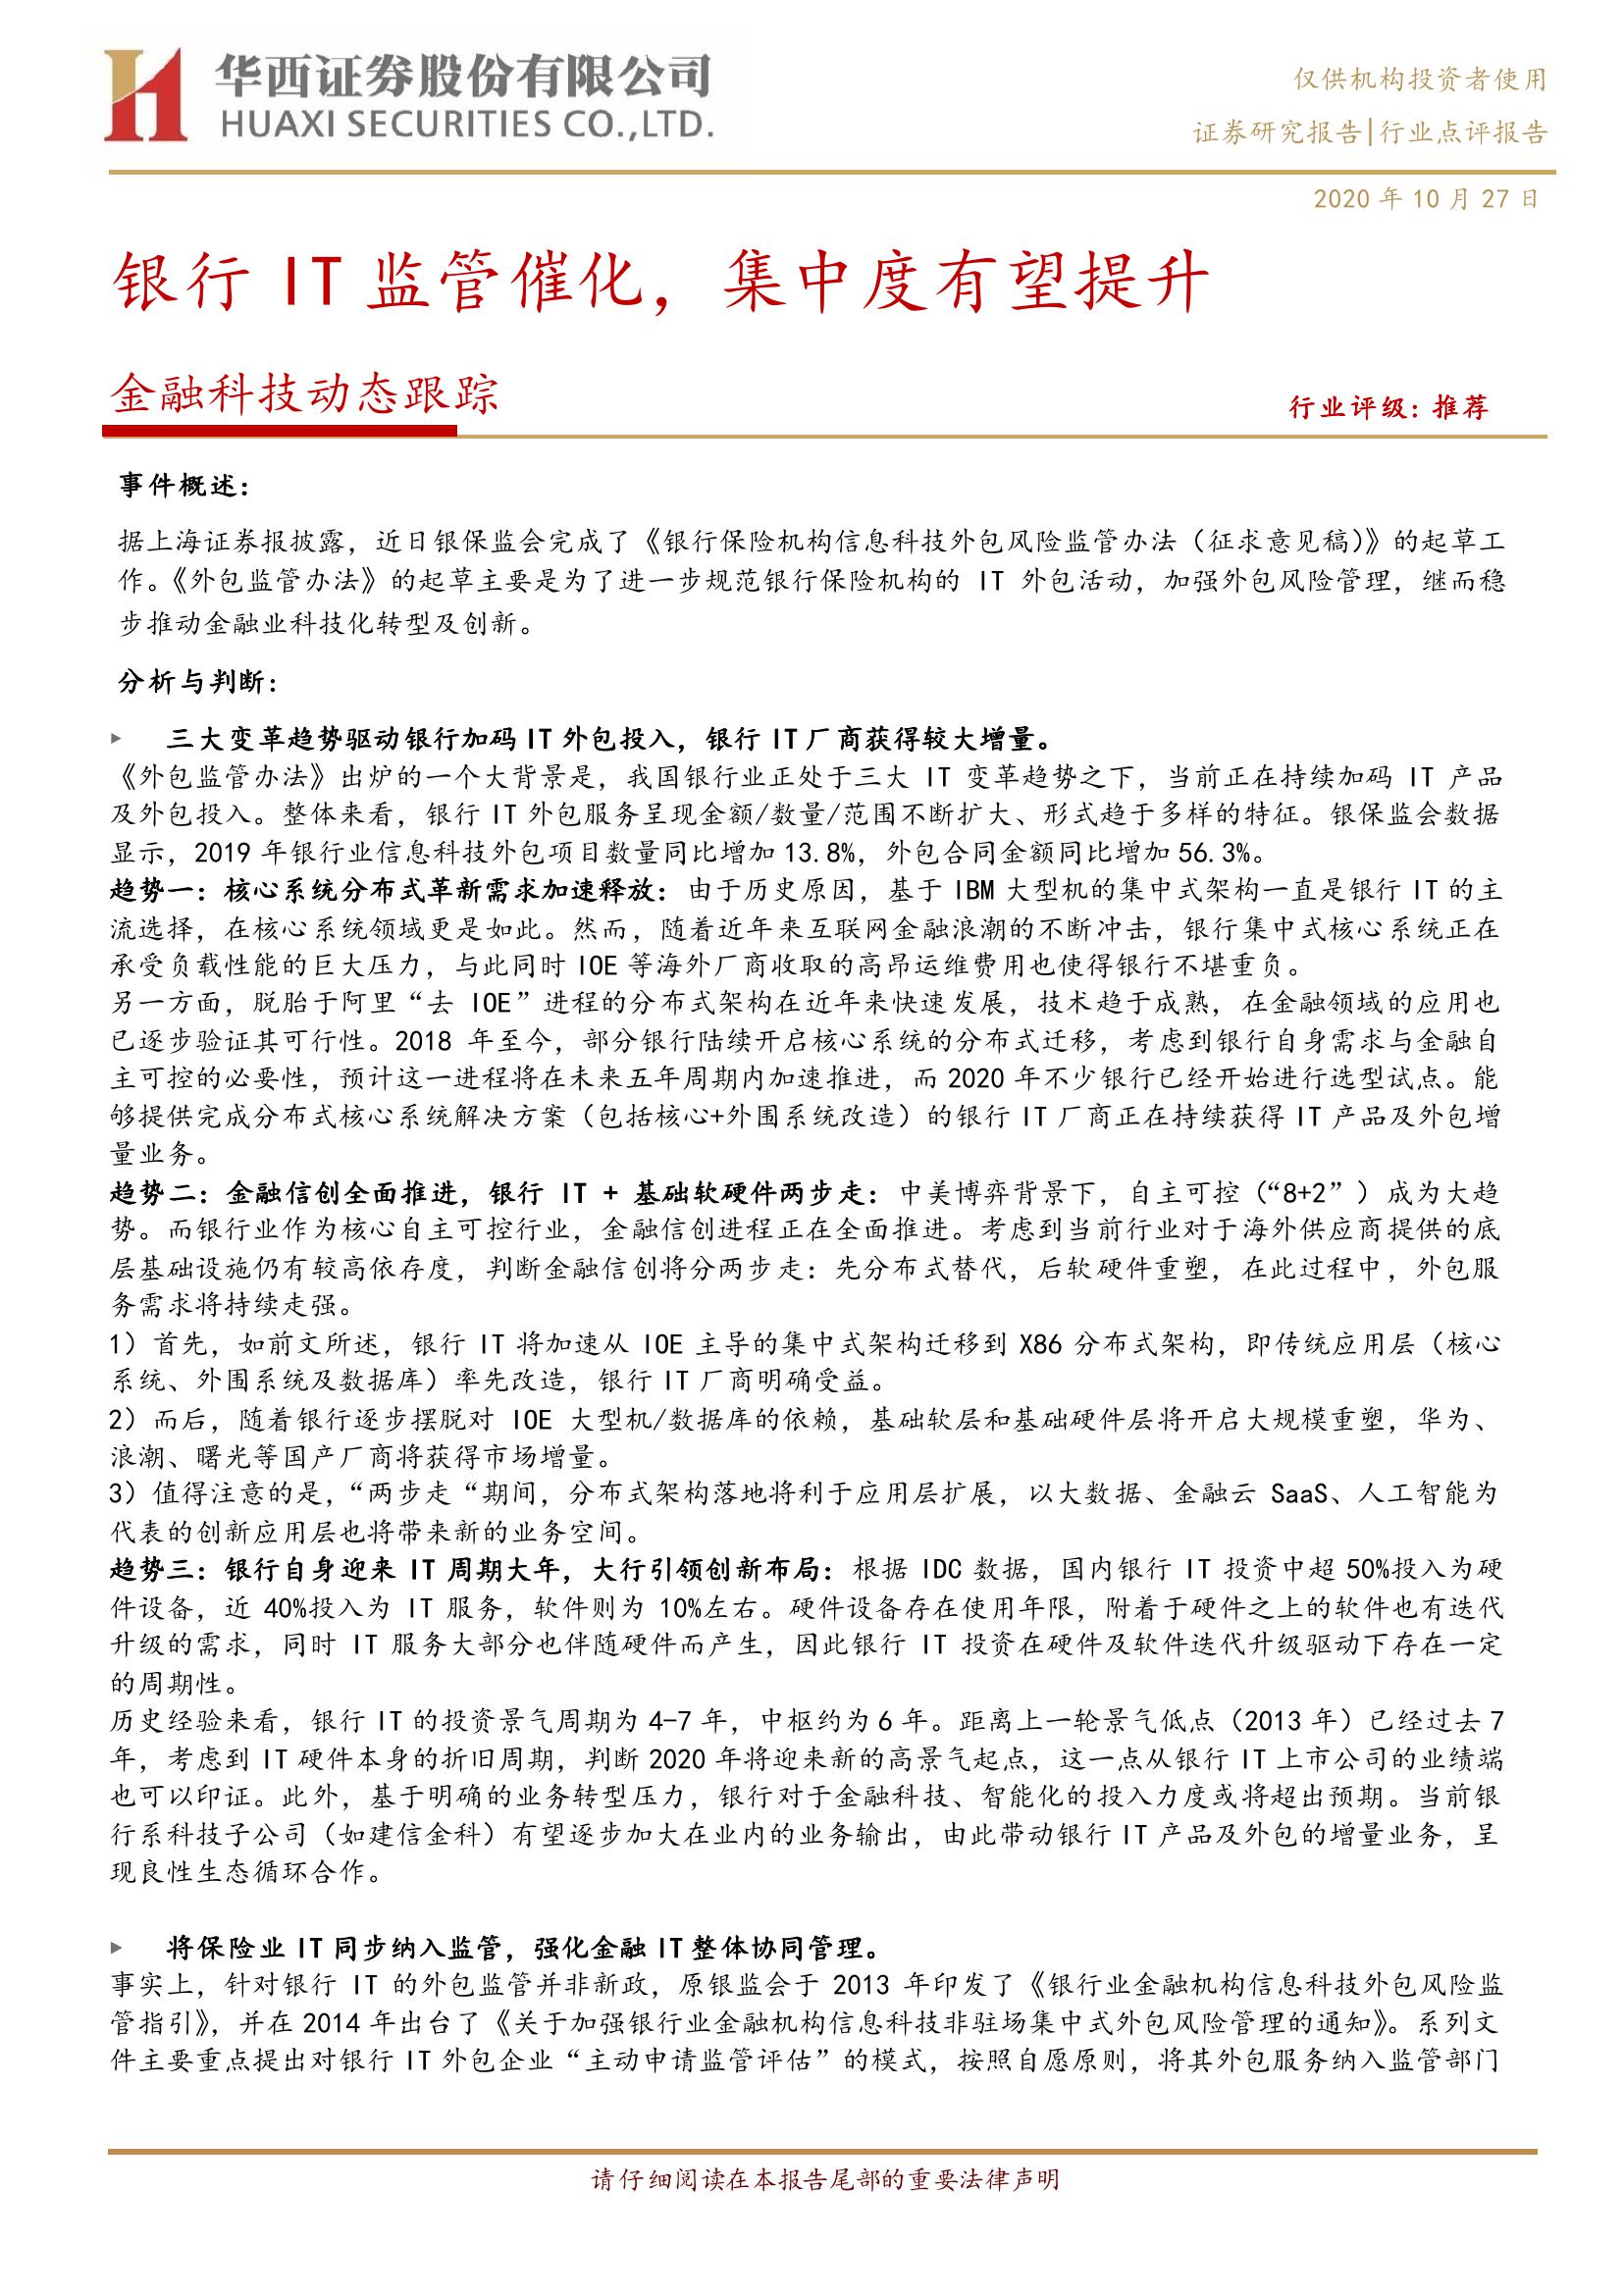 华西证券股份有限公司
HUAXI SECURITIES CO.,LTD.
仅供机构投资者使用
证券研究报告|行业点评报告
2020 年 10 月 27 日
银行 IT 监管催化，集中度有望提升
金融科技动态跟踪
行业评级：推荐
事件概述：
据上海证券报披露，近日银保监会完成了《银行保险机构信息科技外包风险监管办法（征求意见稿）》的起草工
作。《外包监管办法》的起草主要是为了进一步规范银行保险机构的 IT 外包活动，加强外包风险管理，继而稳
步推动金融业科技化转型及创新。
分析与判断：
▸ 三大变革趋势驱动银行加码 IT 外包投入，银行 IT 厂商获得较大增量。
《外包监管办法》出炉的一个大背景是，我国银行业正处于三大 IT 变革趋势之下，当前正在持续加码 IT 产品
及外包投入。整体来看，银行 IT 外包服务呈现金额/数量/范围不断扩大、形式趋于多样的特征。银保监会数据
显示，2019 年银行业信息科技外包项目数量同比增加 13.8%，外包合同金额同比增加 56.3%。
趋势一：核心系统分布式革新需求加速释放：由于历史原因，基于 IBM 大型机的集中式架构一直是银行 IT 的主
流选择，在核心系统领域更是如此。然而，随着近年来互联网金融浪潮的不断冲击，银行集中式核心系统正在
承受负载性能的巨大压力，与此同时 IOE 等海外厂商收取的高昂运维费用也使得银行不堪重负。
另一方面，脱胎于阿里“去 IOE”进程的分布式架构在近年来快速发展，技术趋于成熟，在金融领域的应用也
已逐步验证其可行性。2018 年至今，部分银行陆续开启核心系统的分布式迁移，考虑到银行自身需求与金融自
主可控的必要性，预计这一进程将在未来五年周期内加速推进，而 2020 年不少银行已经开始进行选型试点。能
够提供完成分布式核心系统解决方案（包括核心+外围系统改造）的银行 IT 厂商正在持续获得 IT 产品及外包增
量业务。
趋势二：金融信创全面推进，银行 IT + 基础软硬件两步走：中美博弈背景下，自主可控（“8+2”）成为大趋
势。而银行业作为核心自主可控行业，金融信创进程正在全面推进。考虑到当前行业对于海外供应商提供的底
层基础设施仍有较高依存度，判断金融信创将分两步走：先分布式替代，后软硬件重塑，在此过程中，外包服
务需求将持续走强。
1）首先，如前文所述，银行 IT 将加速从 IOE 主导的集中式架构迁移到 X86 分布式架构，即传统应用层（核心
系统、外围系统及数据库）率先改造，银行 IT 厂商明确受益。
2）而后，随着银行逐步摆脱对 IOE 大型机/数据库的依赖，基础软层和基础硬件层将开启大规模重塑，华为、
浪潮、曙光等国产厂商将获得市场增量。
3）值得注意的是，“两步走“期间，分布式架构落地将利于应用层扩展，以大数据、金融云 SaaS、人工智能为
代表的创新应用层也将带来新的业务空间。
趋势三：银行自身迎来 IT 周期大年，大行引领创新布局：根据 IDC 数据，国内银行 IT 投资中超 50%投入为硬
件设备，近 40%投入为 IT 服务，软件则为 10%左右。硬件设备存在使用年限，附着于硬件之上的软件也有迭代
升级的需求，同时 IT 服务大部分也伴随硬件而产生，因此银行 IT 投资在硬件及软件迭代升级驱动下存在一定
的周期性。
历史经验来看，银行 IT 的投资景气周期为 4-7 年，中枢约为 6 年。距离上一轮景气低点（2013 年）已经过去 7
年，考虑到 IT 硬件本身的折旧周期，判断 2020 年将迎来新的高景气起点，这一点从银行 IT 上市公司的业绩端
也可以印证。此外，基于明确的业务转型压力，银行对于金融科技、智能化的投入力度或将超出预期。当前银
行系科技子公司（如建信金科）有望逐步加大在业内的业务输出，由此带动银行 IT 产品及外包的增量业务，呈
现良性生态循环合作。
▸ 将保险业 IT 同步纳入监管，强化金融 IT 整体协同管理。
事实上，针对银行 IT 的外包监管并非新政，原银监会于 2013 年印发了《银行业金融机构信息科技外包风险监
管指引》，并在 2014 年出台了《关于加强银行业金融机构信息科技非驻场集中式外包风险管理的通知》。系列文
件主要重点提出对银行 IT 外包企业“主动申请监管评估”的模式，按照自愿原则，将其外包服务纳入监管部门
请仔细阅读在本报告尾部的重要法律声明